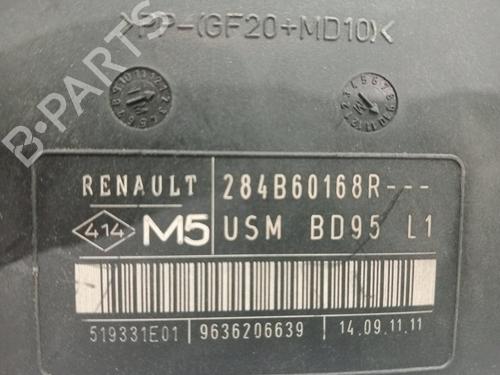 >PP-(GF20+MD10)<
B-PARTS
RENAULT 284B60168R---
414 M5 USM BD95 L1
519331E01 9636206639 14.09.11.11